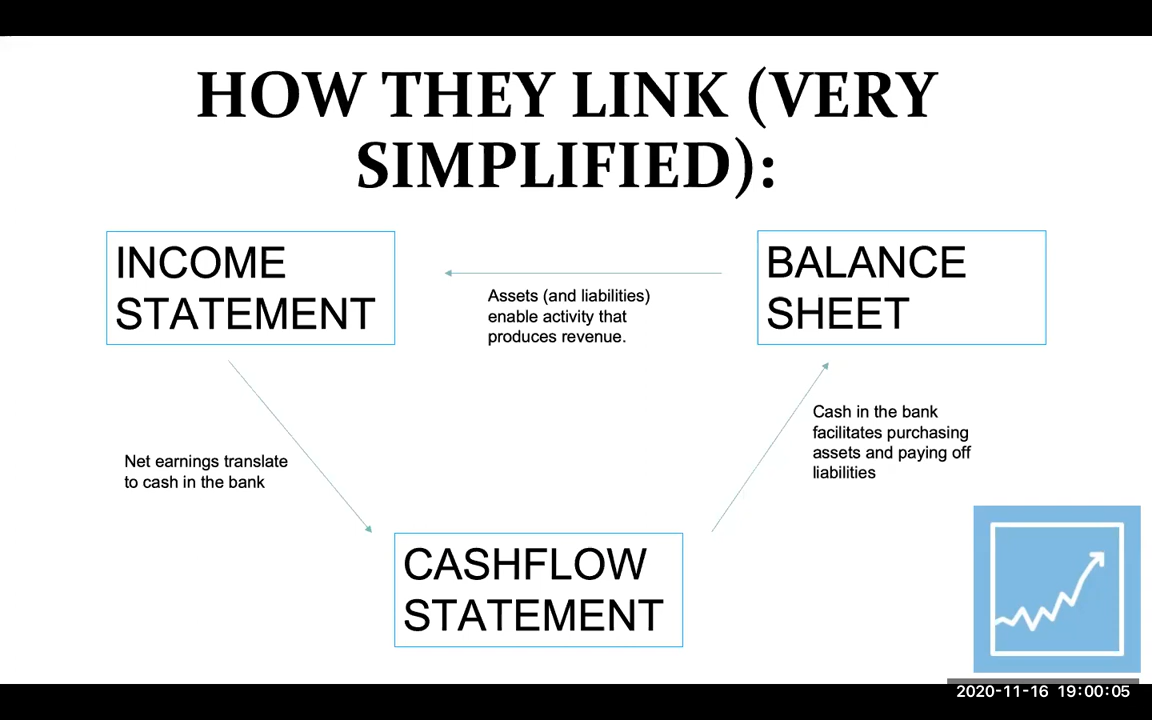 HOW THEY LINK (VERY
SIMPLIFIED):
INCOME
STATEMENT
Assets (and liabilities)
enable activity that
produces revenue.
BALANCE
SHEET
Net earnings translate
to cash in the bank
Cash in the bank
facilitates purchasing
assets and paying off
liabilities
CASHFLOW
STATEMENT
2020-11-16 19:00:05